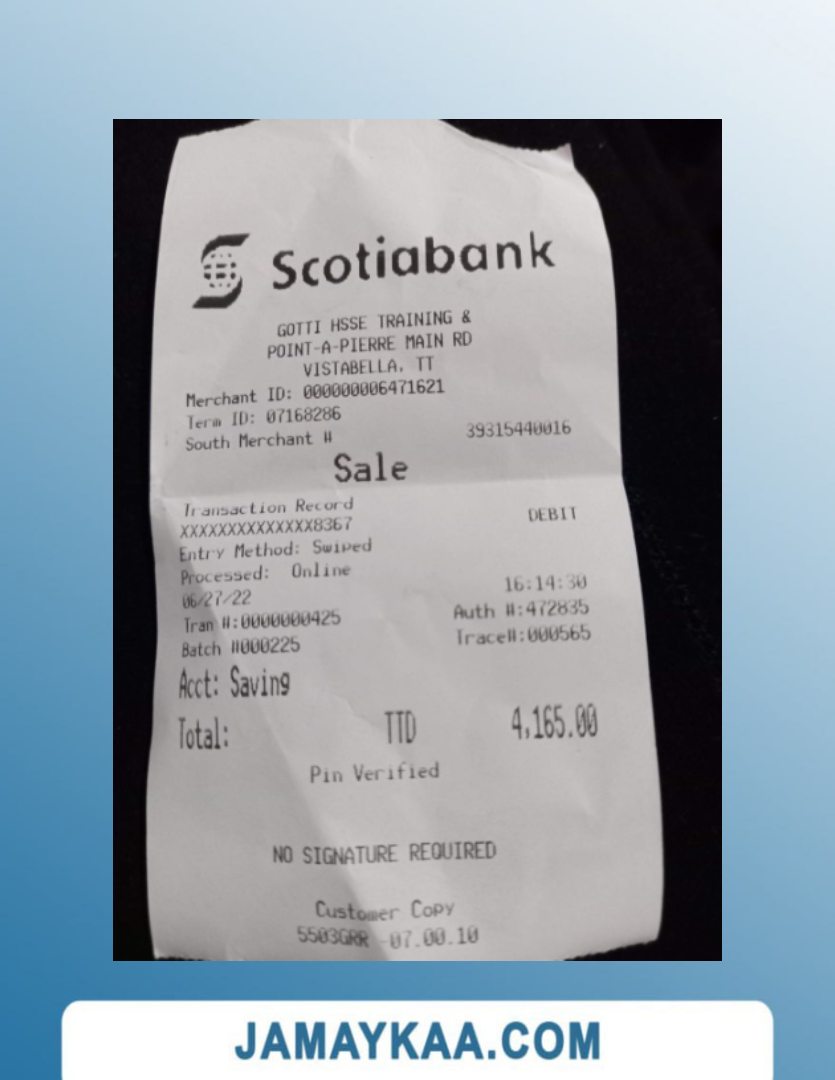 Scotiabank
GOTTI HSSE TRAINING &
POINT-A-PIERRE MAIN RD
VISTABELLA, TT
Merchant ID: 000000006471621
Term ID: 07168286
South Merchant # 39315440016
Sale
Transaction Record
XXXXXXXXXXXXXX8367 DEBIT
Entry Method: Swiped
Processed: Online
06/27/22 16:14:30
Tran #:0000000425 Auth #:472835
Batch #000225 Trace#:000565
Acct: Saving
Total: TTD 4,165.00
Pin Verified
NO SIGNATURE REQUIRED
Customer Copy
5503GRR -07.00.10
JAMAYKAA.COM